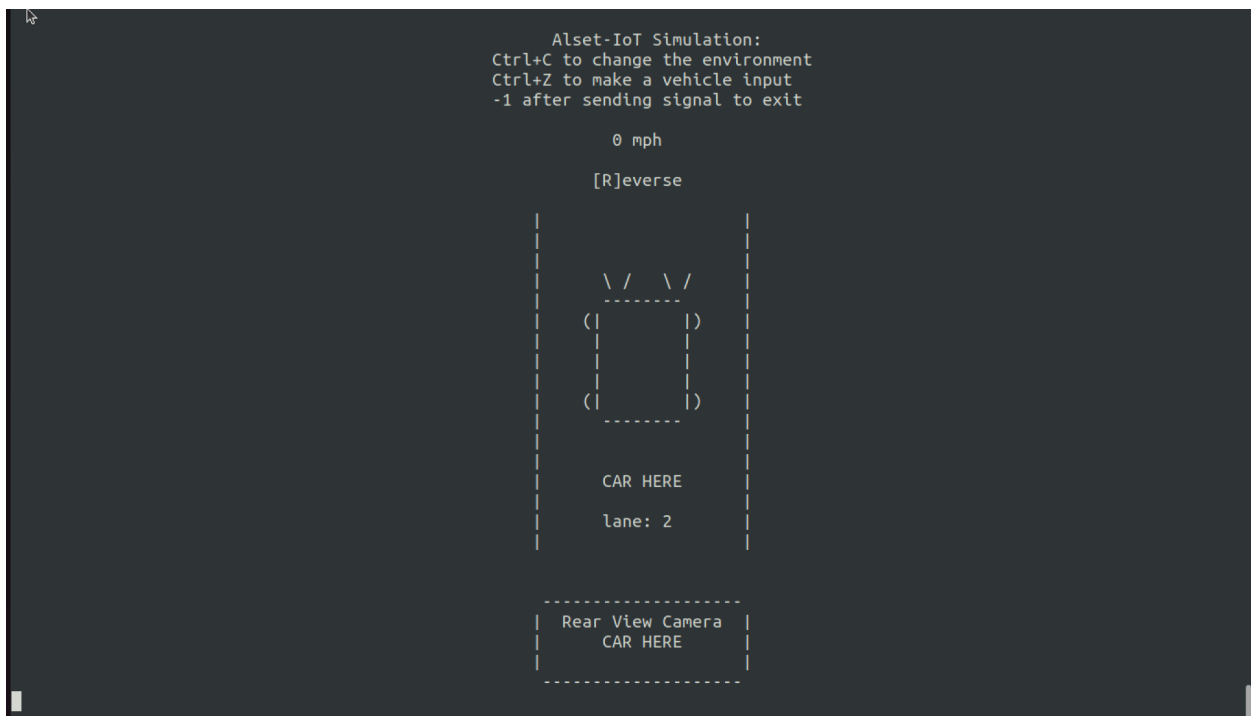 Alset-IoT Simulation:
Ctrl+C to change the environment
Ctrl+Z to make a vehicle input
-1 after sending signal to exit
0 mph
[R]everse
CAR HERE
lane: 2
Rear View Camera
CAR HERE